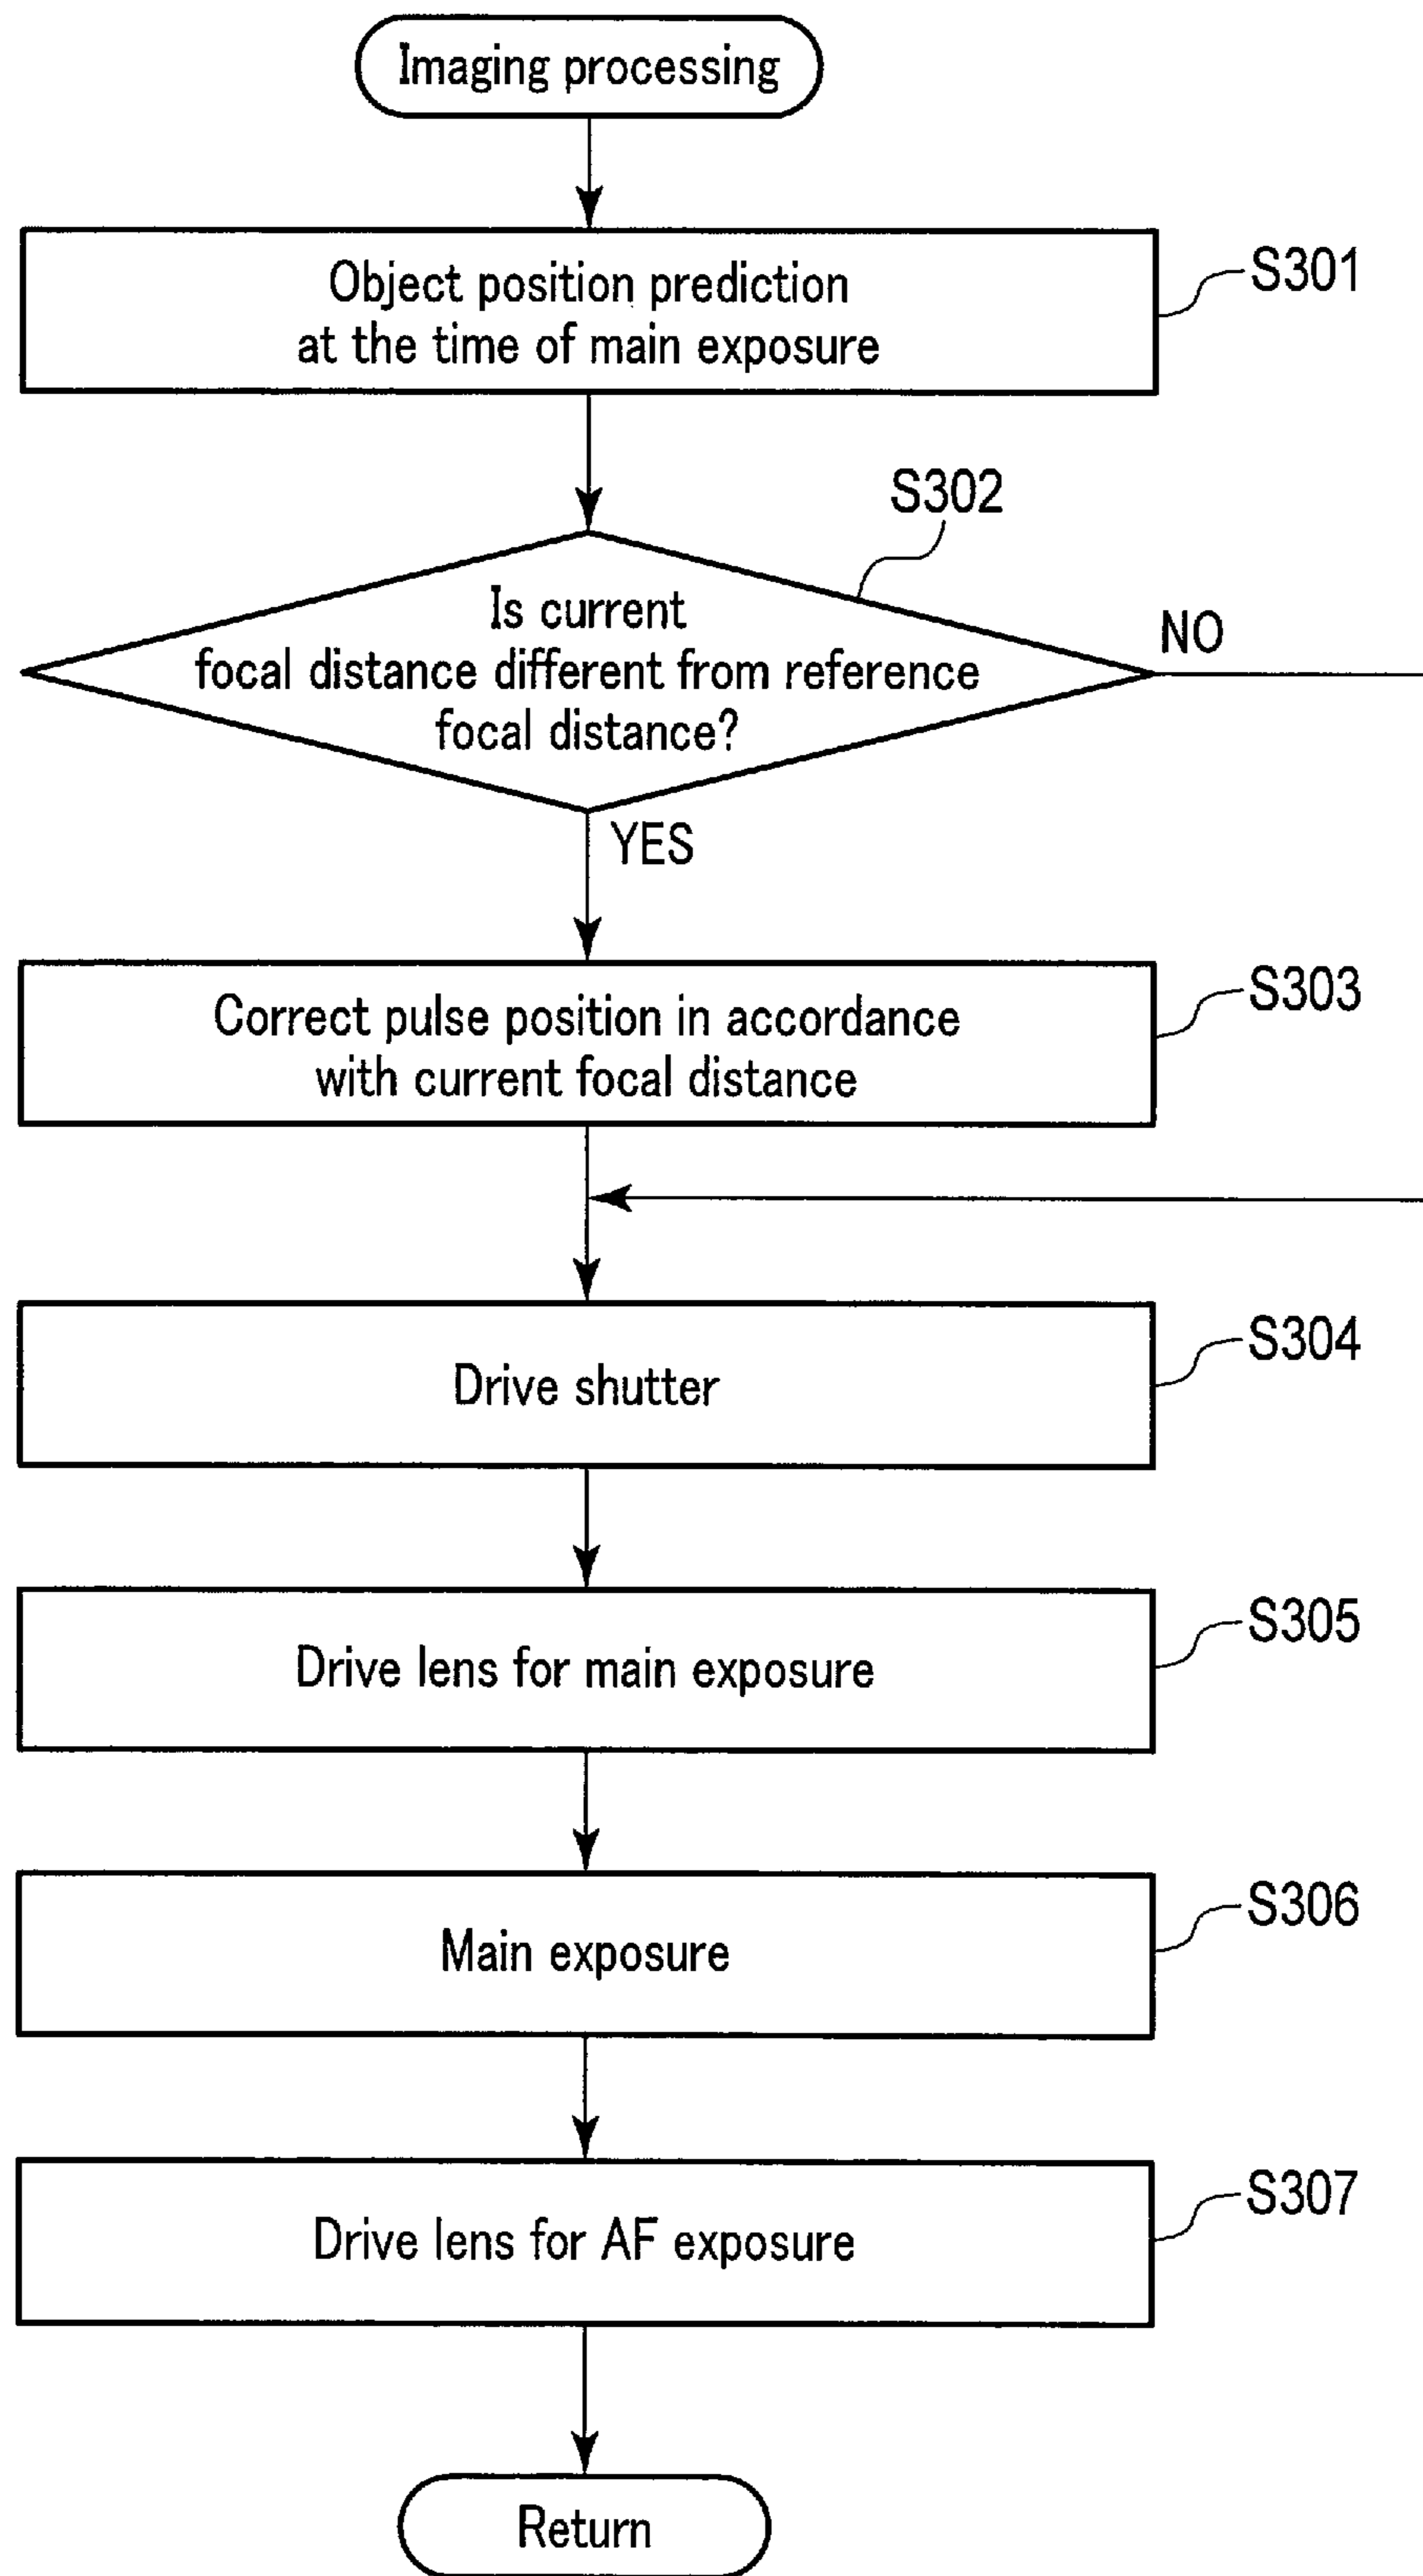 Imaging processing
Object position prediction
at the time of main exposure
S301
S302
Is current
focal distance different from reference
focal distance?
NO
YES
Correct pulse position in accordance
with current focal distance
S303
Drive shutter
S304
Drive lens for main exposure
S305
Main exposure
S306
Drive lens for AF exposure
S307
Return